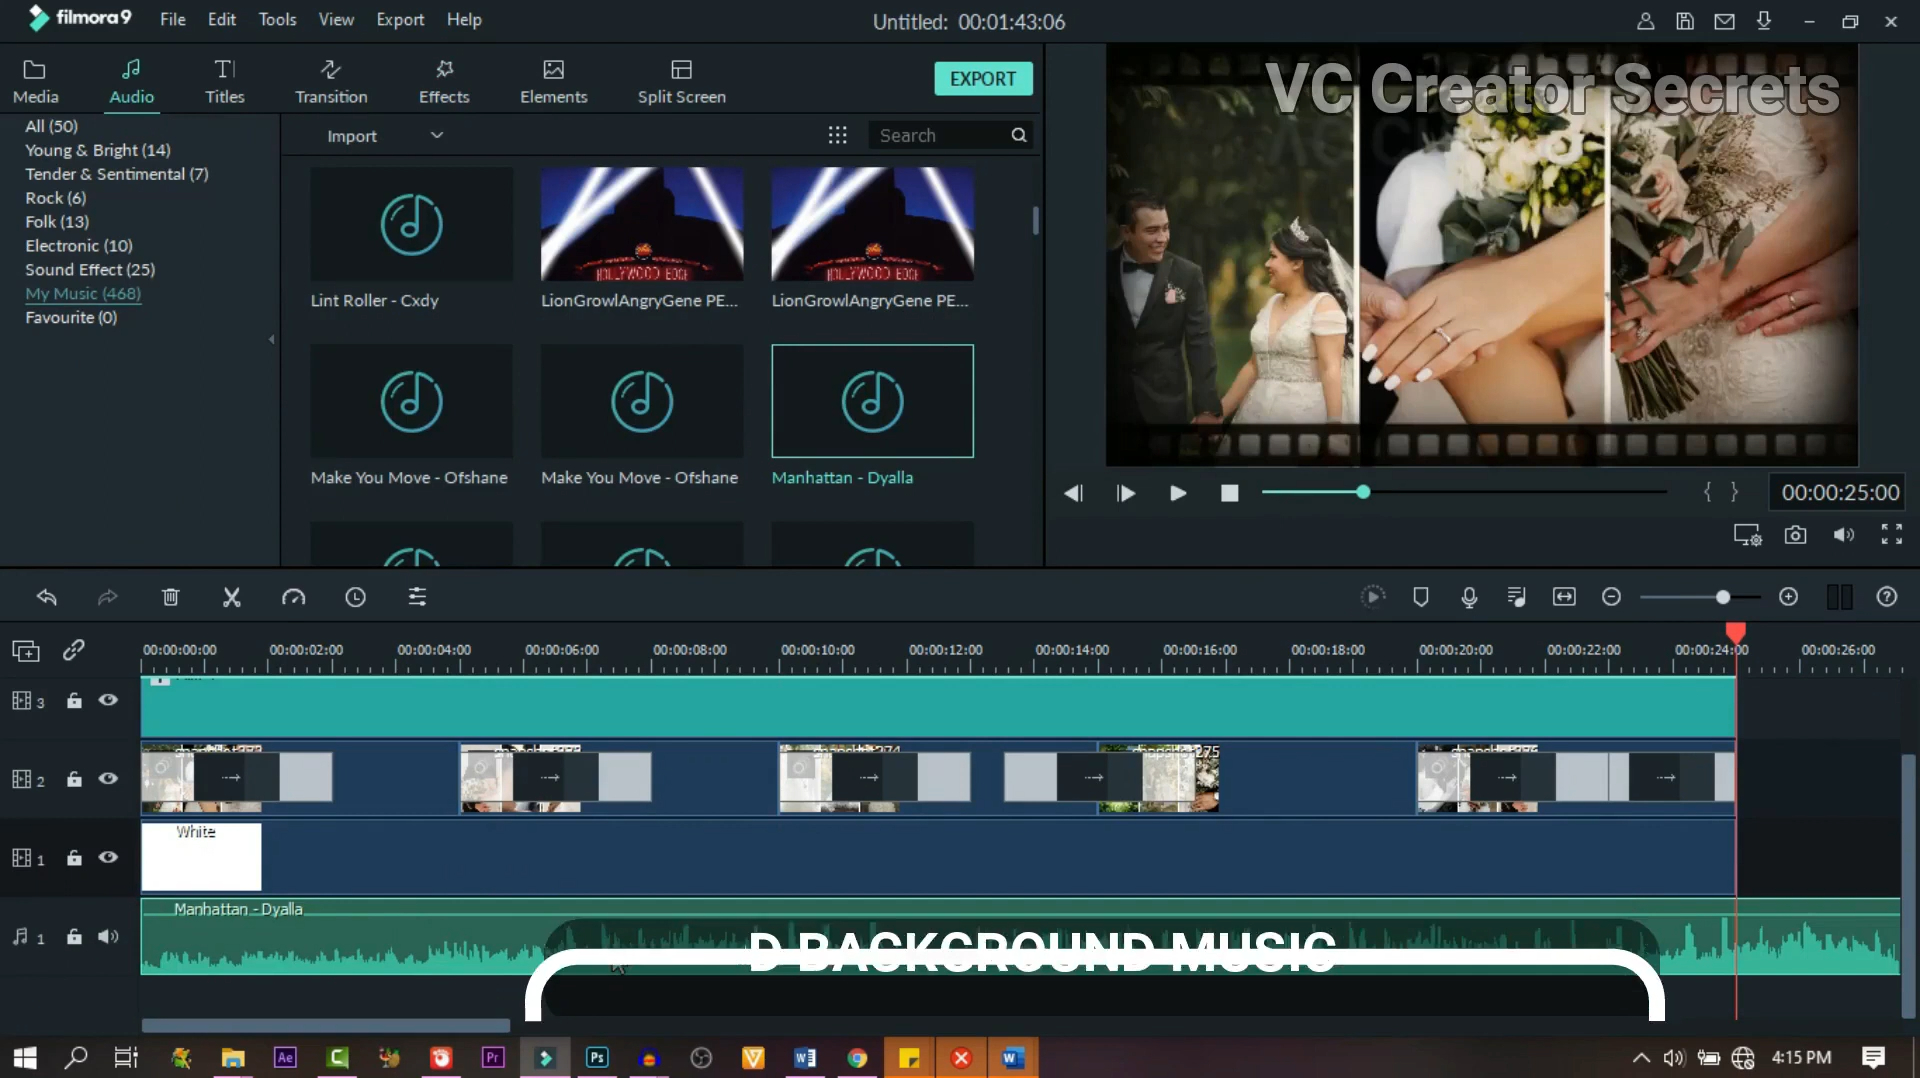 filmora9 File Edit Tools View Export Help Untitled: 00:01:43:06
Media Audio Titles Transition Effects Elements Split Screen EXPORT
All (50)
Young & Bright (14)
Tender & Sentimental (7)
Rock (6)
Folk (13)
Electronic (10)
Sound Effect (25)
My Music (468)
Favourite (0)
Import Search
HOLLYWOOD EDGE HOLLYWOOD EDGE
Lint Roller - Cxdy LionGrowlAngryGene PE... LionGrowlAngryGene PE...
Make You Move - Ofshane Make You Move - Ofshane Manhattan - Dyalla
VC Creator Secrets
{ } 00:00:25:00
00:00:00:00 00:00:02:00 00:00:04:00 00:00:06:00 00:00:08:00 00:00:10:00 00:00:12:00 00:00:14:00 00:00:16:00 00:00:18:00 00:00:20:00 00:00:22:00 00:00:24:00 00:00:26:00
3
2
1 White
1 Manhattan - Dyalla
D BACKGROUND MUSIC
Ae Pr Ps 4:15 PM